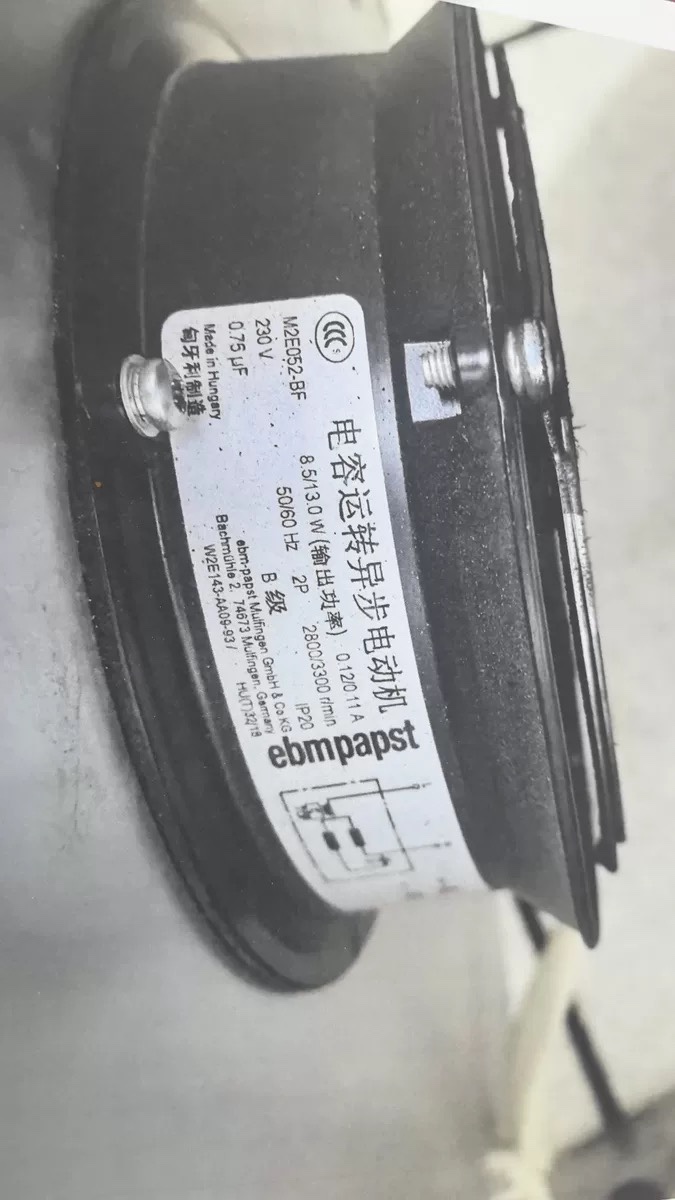 电容运转异步电动机
M2E052-BF 8.5/13.0 W (输出功率) 0.12/0.11 A
230 V 50/60 Hz 2P 2800/3300 r/min
0.75 µF B 级 IP20
Made in Hungary
匈牙利制造
ebm-papst Mulfingen GmbH & Co KG
Bachmühle 2, 74673 Mulfingen, Germany
W2E143-AA09-93 /
ebmpapst